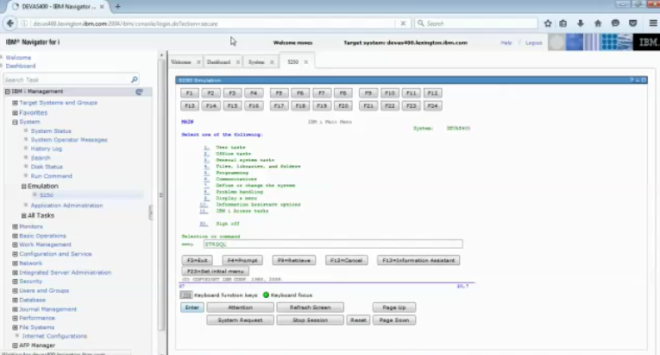 DEVAS400 - IBM Navigator ...
devas400.lexington.ibm.com:2004/ibm/console/login.do?action=secure
Search
IBM® Navigator for i
Welcome
Target system: devas400.lexington.ibm.com
Help
Logout
IBM.
Welcome
Dashboard
Search Task
IBM i Management
Target Systems and Groups
Favorites
System
System Status
System Operator Messages
History Log
Search
Disk Status
Run Command
Emulation
5250
Application Administration
All Tasks
Monitors
Basic Operations
Work Management
Configuration and Service
Network
Integrated Server Administration
Security
Users and Groups
Database
Journal Management
Performance
File Systems
Internet Configurations
AFP Manager
Welcome
Dashboard
System
5250
5250 Emulation
F1 F2 F3 F4 F5 F6 F7 F8 F9 F10 F11 F12
F13 F14 F15 F16 F17 F18 F19 F20 F21 F22 F23 F24
MAIN IBM i Main Menu
System: DEVAS400
Select one of the following:
1. User tasks
2. Office tasks
3. General system tasks
4. Files, libraries, and folders
5. Programming
6. Communications
7. Define or change the system
8. Problem handling
9. Display a menu
10. Information Assistant options
11. IBM i Access tasks
90. Sign off
Selection or command
===> STRSQL
F3=Exit F4=Prompt F9=Retrieve F12=Cancel F13=Information Assistant
F23=Set initial menu
(C) COPYRIGHT IBM CORP.
Keyboard function keys Keyboard focus
Enter Attention Refresh Screen Page Up
System Request Stop Session Reset Page Down